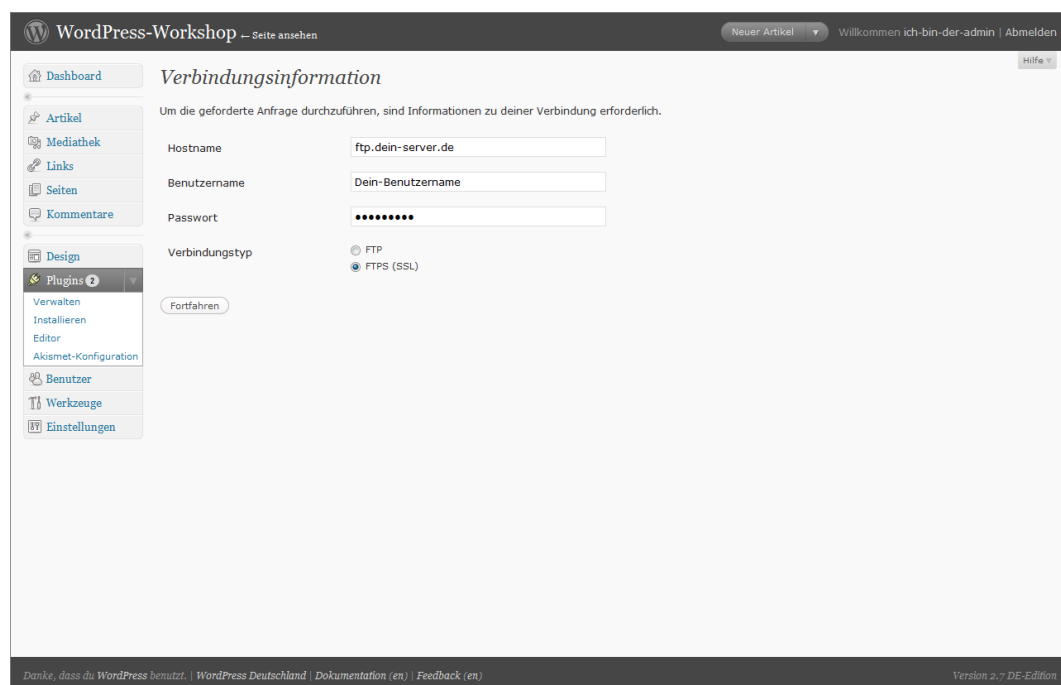 WordPress-Workshop ← Seite ansehen
Neuer Artikel
Willkommen ich-bin-der-admin | Abmelden
Hilfe
Dashboard
Artikel
Mediathek
Links
Seiten
Kommentare
Design
Plugins 2
Verwalten
Installieren
Editor
Akismet-Konfiguration
Benutzer
Werkzeuge
Einstellungen
Verbindungsinformation
Um die geforderte Anfrage durchzuführen, sind Informationen zu deiner Verbindung erforderlich.
Hostname ftp.dein-server.de
Benutzername Dein-Benutzername
Passwort •••••••••
Verbindungstyp FTP
FTPS (SSL)
Fortfahren
Danke, dass du WordPress benutzt. | WordPress Deutschland | Dokumentation (en) | Feedback (en)
Version 2.7 DE-Edition